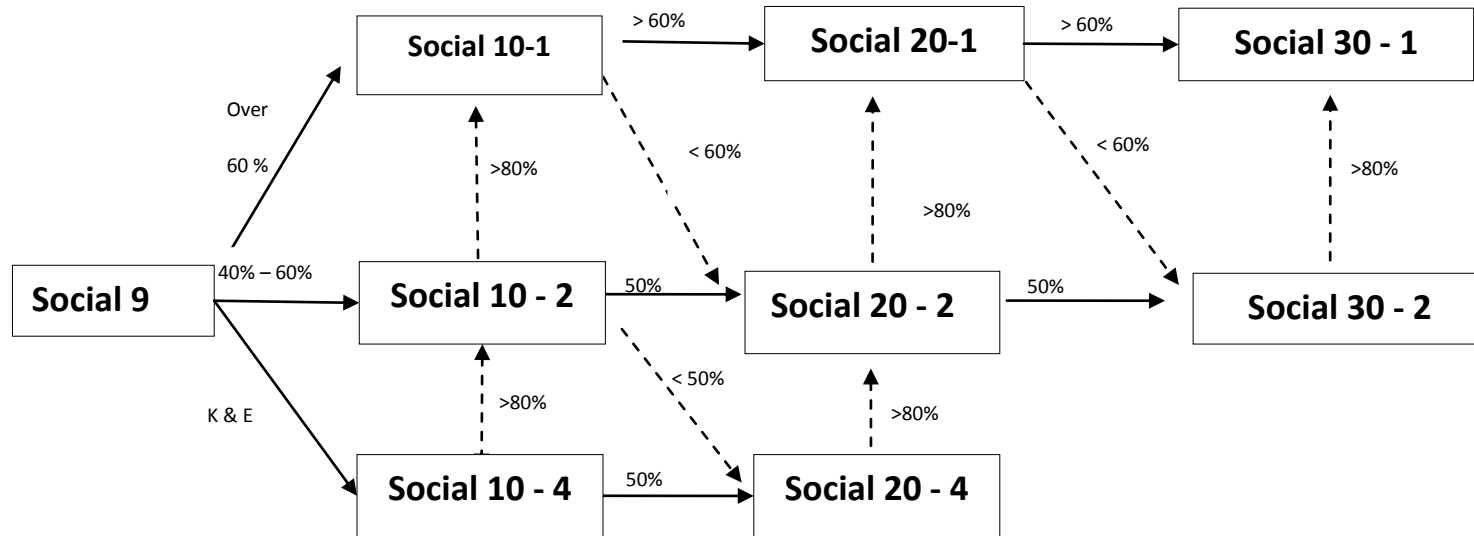 Social 10-1
> 60%
Social 20-1
> 60%
Social 30 - 1
Over
60 %
>80%
< 60%
>80%
< 60%
>80%
Social 9
40% – 60%
Social 10 - 2
50%
Social 20 - 2
50%
Social 30 - 2
K & E
>80%
< 50%
>80%
Social 10 - 4
50%
Social 20 - 4